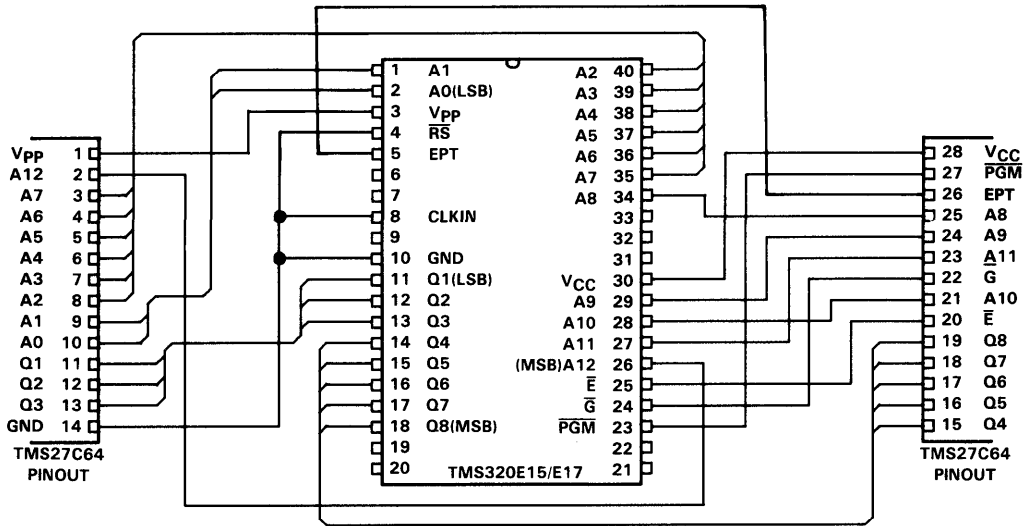 VPP 1
A12 2
A7 3
A6 4
A5 5
A4 6
A3 7
A2 8
A1 9
A0 10
Q1 11
Q2 12
Q3 13
GND 14
TMS27C64
PINOUT
1 A1
2 A0(LSB)
3 VPP
4 R̅S̅
5 EPT
6
7
8 CLKIN
9
10 GND
11 Q1(LSB)
12 Q2
13 Q3
14 Q4
15 Q5
16 Q6
17 Q7
18 Q8(MSB)
19
20
A2 40
A3 39
A4 38
A5 37
A6 36
A7 35
A8 34
33
32
31
VCC 30
A9 29
A10 28
A11 27
(MSB)A12 26
E̅ 25
G̅ 24
P̅G̅M̅ 23
22
21
TMS320E15/E17
28 VCC
27 P̅G̅M̅
26 EPT
25 A8
24 A9
23 A11
22 G̅
21 A10
20 E̅
19 Q8
18 Q7
17 Q6
16 Q5
15 Q4
TMS27C64
PINOUT